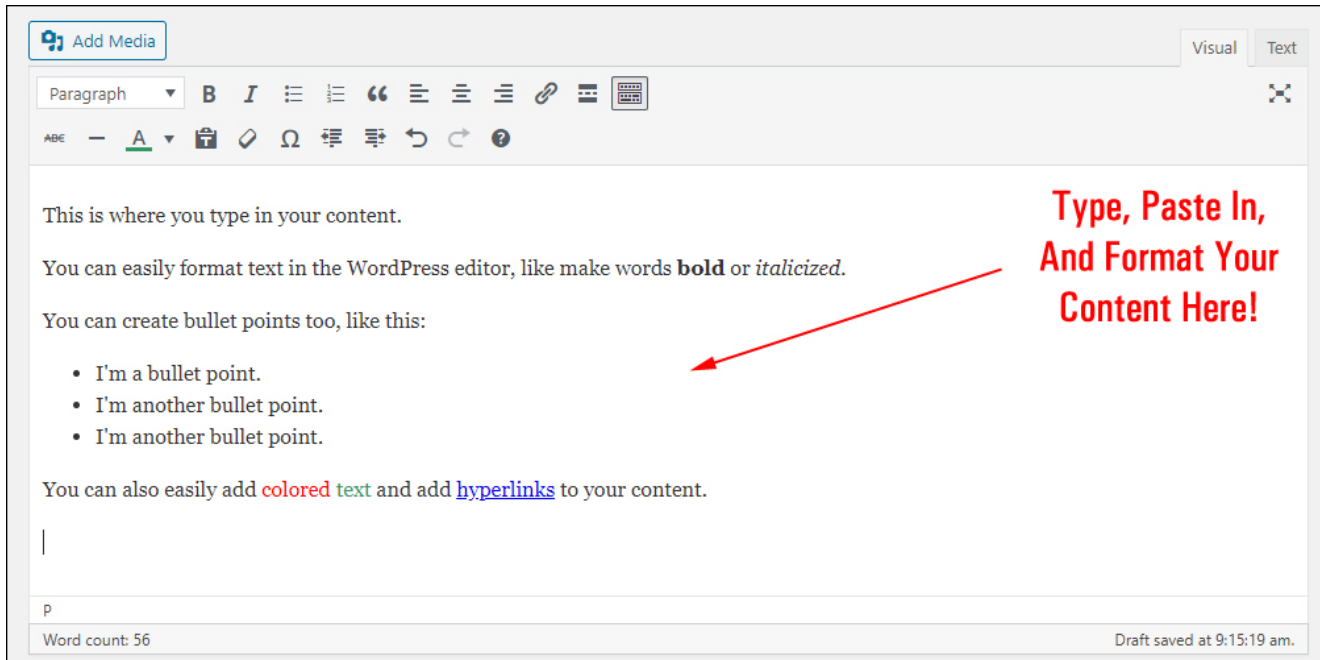 Add Media
Visual Text
Paragraph
ABC A Ω
This is where you type in your content.
You can easily format text in the WordPress editor, like make words bold or italicized.
You can create bullet points too, like this:
• I'm a bullet point.
• I'm another bullet point.
• I'm another bullet point.
You can also easily add colored text and add hyperlinks to your content.
Type, Paste In,
And Format Your
Content Here!
P
Word count: 56 Draft saved at 9:15:19 am.